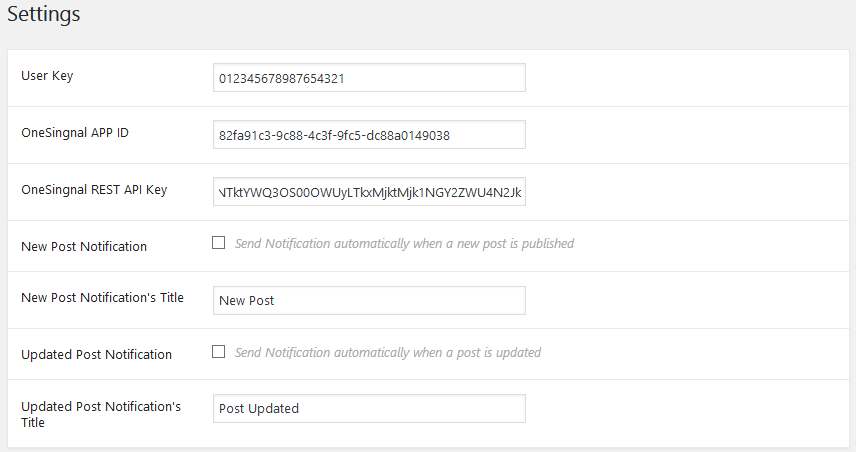 Settings
User Key
012345678987654321
OneSingnal APP ID
82fa91c3-9c88-4c3f-9fc5-dc88a0149038
OneSingnal REST API Key
NTktYWQ3OS00OWUyLTkxMjktMjk1NGY2ZWU4N2Jk
New Post Notification
Send Notification automatically when a new post is published
New Post Notification's Title
New Post
Updated Post Notification
Send Notification automatically when a post is updated
Updated Post Notification's
Title
Post Updated